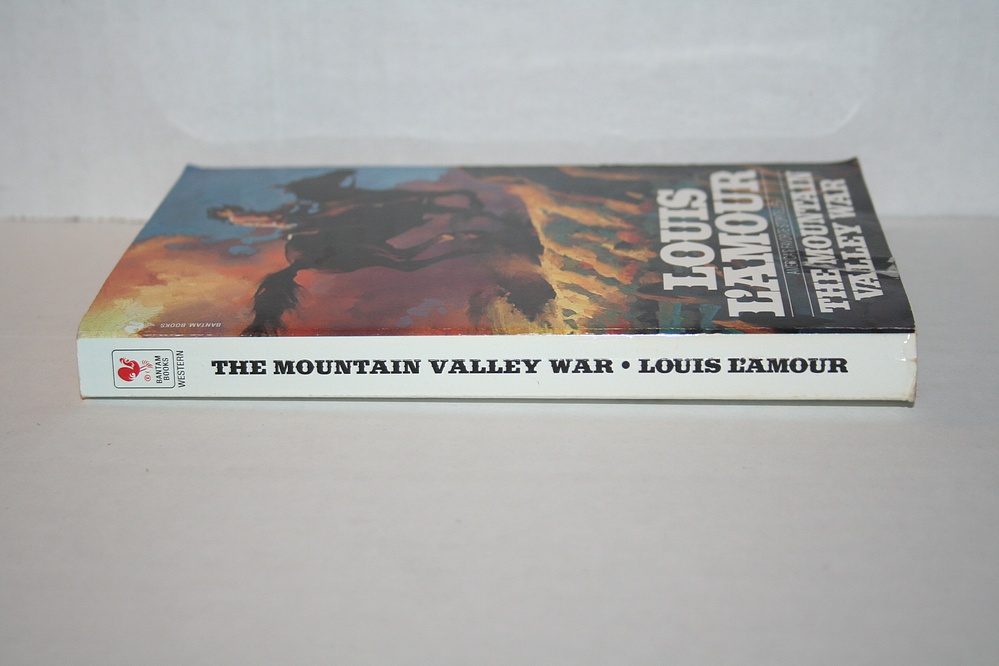 LOUIS
L'AMOUR
THE MOUNTAIN
VALLEY WAR
BANTAM BOOKS
BANTAM
BOOKS
WESTERN
THE MOUNTAIN VALLEY WAR • LOUIS L'AMOUR